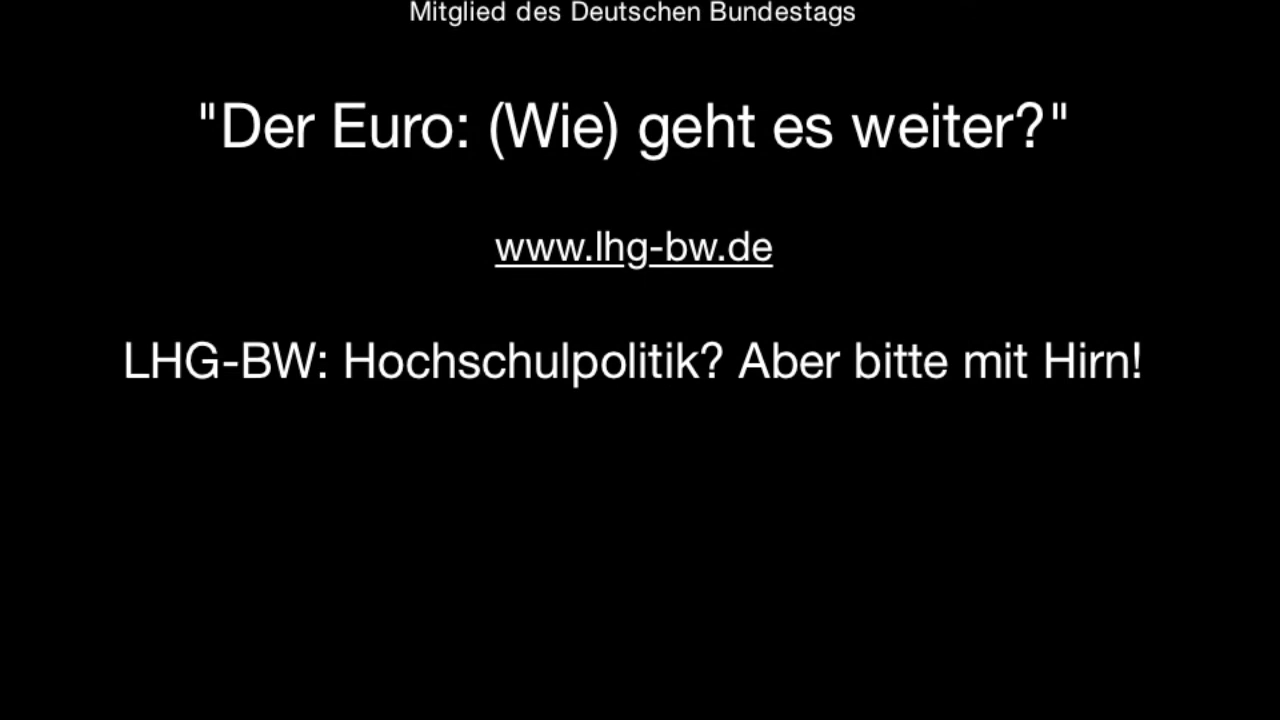 Mitglied des Deutschen Bundestags
"Der Euro: (Wie) geht es weiter?"
www.lhg-bw.de
LHG-BW: Hochschulpolitik? Aber bitte mit Hirn!